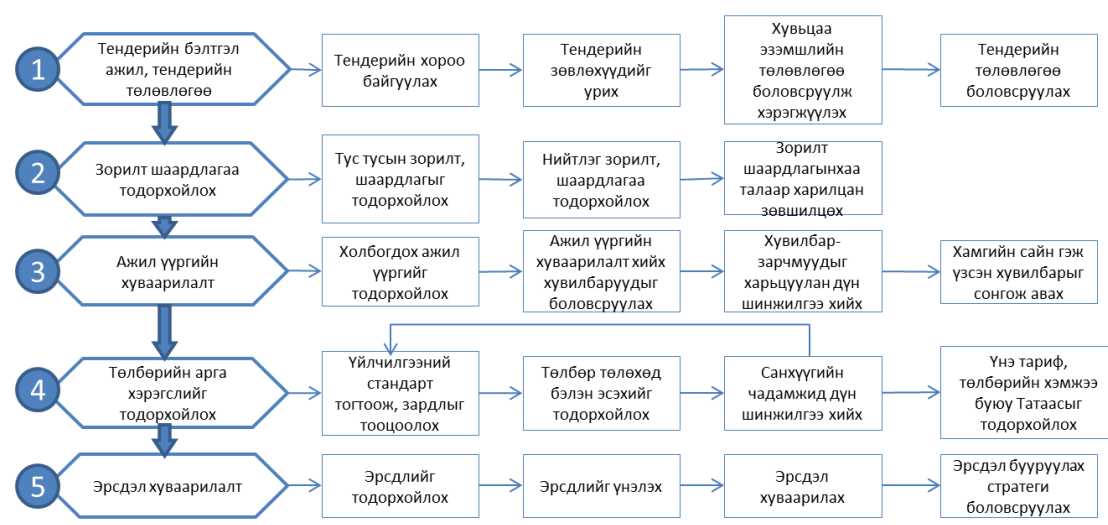 1
Тендерийн бэлтгэл
ажил, тендерийн
төлөвлөгөө
Тендерийн хороо
байгуулах
Тендерийн
зөвлөхүүдийг
урих
Хувьцаа
эзэмшлийн
төлөвлөгөө
боловсруулж
хэрэгжүүлэх
Тендерийн
төлөвлөгөө
боловсруулах
2
Зорилт шаардлагаа
тодорхойлох
Тус тусын зорилт,
шаардлагыг
тодорхойлох
Нийтлэг зорилт,
шаардлагаа
тодорхойлох
Зорилт
шаардлагынхаа
талаар харилцан
зөвшилцөх
3
Ажил үүргийн
хуваарилалт
Холбогдох ажил
үүргийг
тодорхойлох
Ажил үүргийн
хуваарилалт хийх
хувилбаруудыг
боловсруулах
Хувилбар-
зарчмуудыг
харьцуулан дүн
шинжилгээ хийх
Хамгийн сайн гэж
үзсэн хувилбарыг
сонгож авах
4
Төлбөрийн арга
хэрэгслийг
тодорхойлох
Үйлчилгээний
стандарт
тогтоож, зардлыг
тооцоолох
Төлбөр төлөхөд
бэлэн эсэхийг
тодорхойлох
Санхүүгийн
чадамжид дүн
шинжилгээ хийх
Үнэ тариф,
төлбөрийн хэмжээ
буюу Татаасыг
тодорхойлох
5
Эрсдэл хуваарилалт
Эрсдлийг
тодорхойлох
Эрсдлийг үнэлэх
Эрсдэл
хуваарилах
Эрсдэл бууруулах
стратеги
боловсруулах